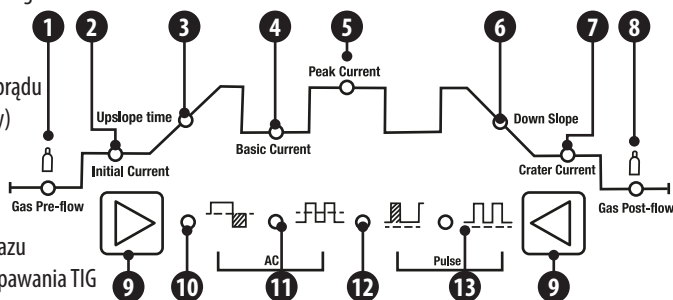 1
2
3
4
5
6
7
8
prądu
Peak Current
Upslope time
Down Slope
Basic Current
Initial Current
Crater Current
Gas Pre-flow
Gas Post-flow
azu
AC
Pulse
pawania TIG
9
10
11
12
13
9